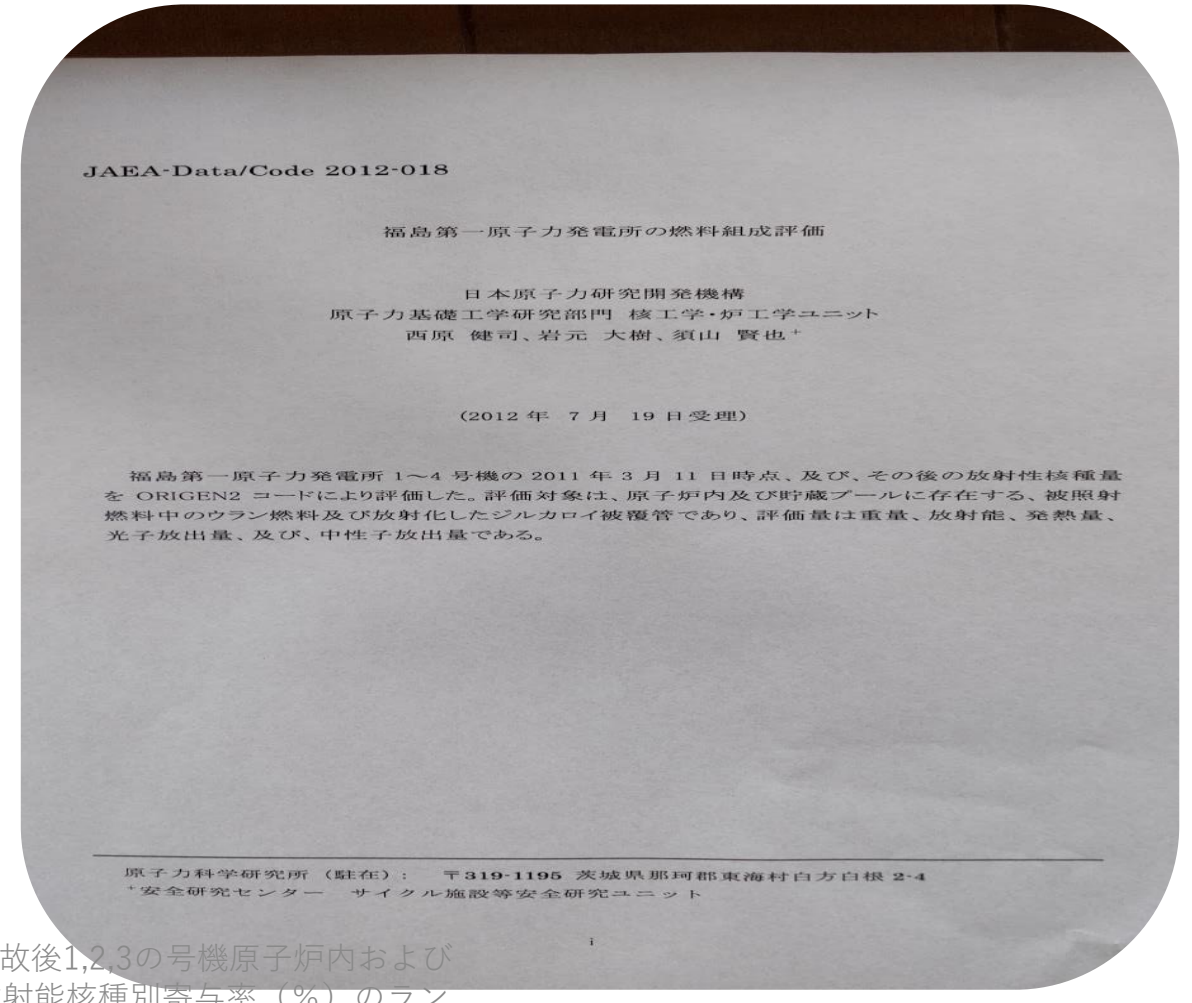 JAEA-Data/Code 2012-018
福島第一原子力発電所の燃料組成評価
日本原子力研究開発機構
原子力基礎工学研究部門 核工学・炉工学ユニット
西原 健司、岩元 大樹、須山 賢也+
(2012 年 7 月 19 日受理)
福島第一原子力発電所 1～4 号機の 2011 年 3 月 11 日時点、及び、その後の放射性核種量
を ORIGEN2 コードにより評価した。評価対象は、原子炉内及び貯蔵プールに存在する、被照射
燃料中のウラン燃料及び放射化したジルカロイ被覆管であり、評価量は重量、放射能、発熱量、
光子放出量、及び、中性子放出量である。
原子力科学研究所（駐在）： 〒319-1195 茨城県那珂郡東海村白方白根 2-4
+安全研究センター サイクル施設等安全研究ユニット
i
故後1,2,3の号機原子炉内および
射能核種別寄与率（%）のラン